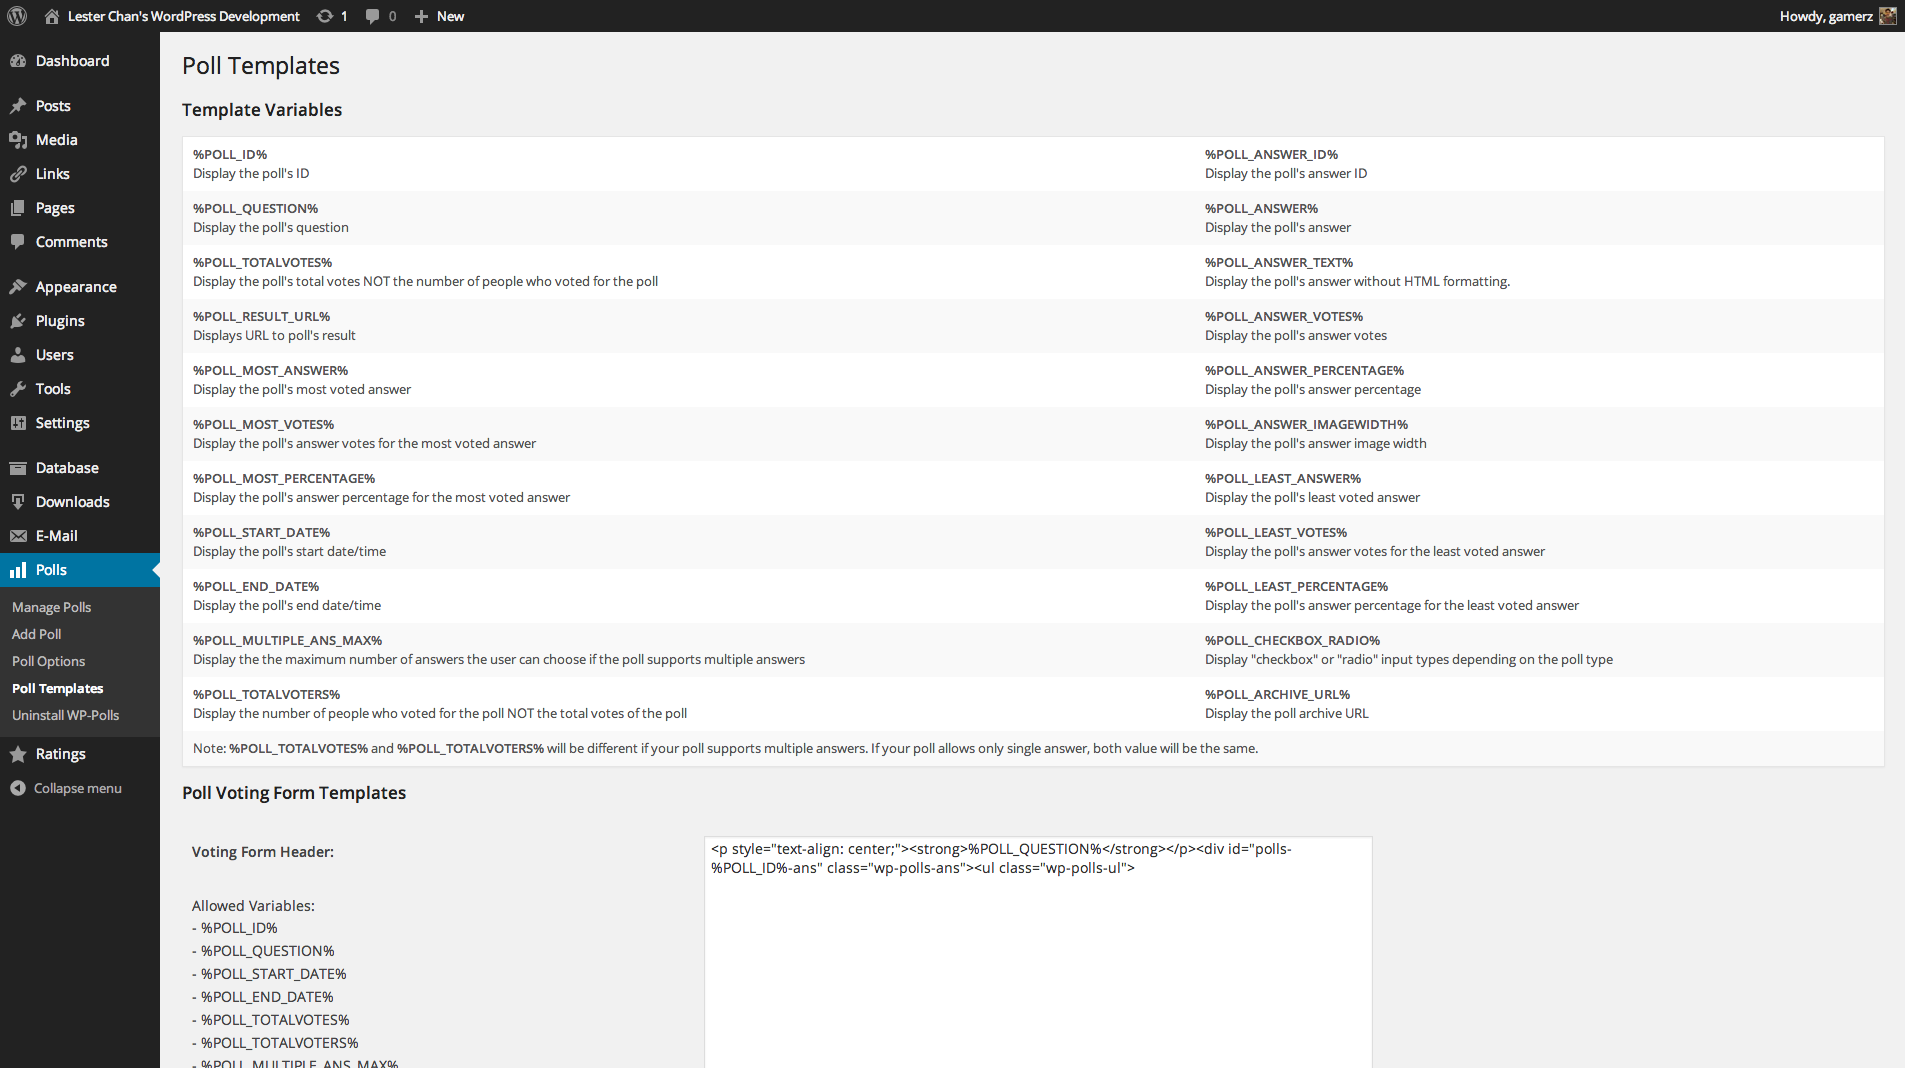 Lester Chan's WordPress Development 1 0 New Howdy, gamerz
Dashboard
Posts
Media
Links
Pages
Comments
Appearance
Plugins
Users
Tools
Settings
Database
Downloads
E-Mail
Polls
Manage Polls
Add Poll
Poll Options
Poll Templates
Uninstall WP-Polls
Ratings
Collapse menu
Poll Templates
Template Variables
%POLL_ID%
Display the poll's ID
%POLL_ANSWER_ID%
Display the poll's answer ID
%POLL_QUESTION%
Display the poll's question
%POLL_ANSWER%
Display the poll's answer
%POLL_TOTALVOTES%
Display the poll's total votes NOT the number of people who voted for the poll
%POLL_ANSWER_TEXT%
Display the poll's answer without HTML formatting.
%POLL_RESULT_URL%
Displays URL to poll's result
%POLL_ANSWER_VOTES%
Display the poll's answer votes
%POLL_MOST_ANSWER%
Display the poll's most voted answer
%POLL_ANSWER_PERCENTAGE%
Display the poll's answer percentage
%POLL_MOST_VOTES%
Display the poll's answer votes for the most voted answer
%POLL_ANSWER_IMAGEWIDTH%
Display the poll's answer image width
%POLL_MOST_PERCENTAGE%
Display the poll's answer percentage for the most voted answer
%POLL_LEAST_ANSWER%
Display the poll's least voted answer
%POLL_START_DATE%
Display the poll's start date/time
%POLL_LEAST_VOTES%
Display the poll's answer votes for the least voted answer
%POLL_END_DATE%
Display the poll's end date/time
%POLL_LEAST_PERCENTAGE%
Display the poll's answer percentage for the least voted answer
%POLL_MULTIPLE_ANS_MAX%
Display the the maximum number of answers the user can choose if the poll supports multiple answers
%POLL_CHECKBOX_RADIO%
Display "checkbox" or "radio" input types depending on the poll type
%POLL_TOTALVOTERS%
Display the number of people who voted for the poll NOT the total votes of the poll
%POLL_ARCHIVE_URL%
Display the poll archive URL
Note: %POLL_TOTALVOTES% and %POLL_TOTALVOTERS% will be different if your poll supports multiple answers. If your poll allows only single answer, both value will be the same.
Poll Voting Form Templates
Voting Form Header:
Allowed Variables:
- %POLL_ID%
- %POLL_QUESTION%
- %POLL_START_DATE%
- %POLL_END_DATE%
- %POLL_TOTALVOTES%
- %POLL_TOTALVOTERS%
- %POLL_MULTIPLE_ANS_MAX%
<p style="text-align: center;"><strong>%POLL_QUESTION%</strong></p><div id="polls-
%POLL_ID%-ans" class="wp-polls-ans"><ul class="wp-polls-ul">